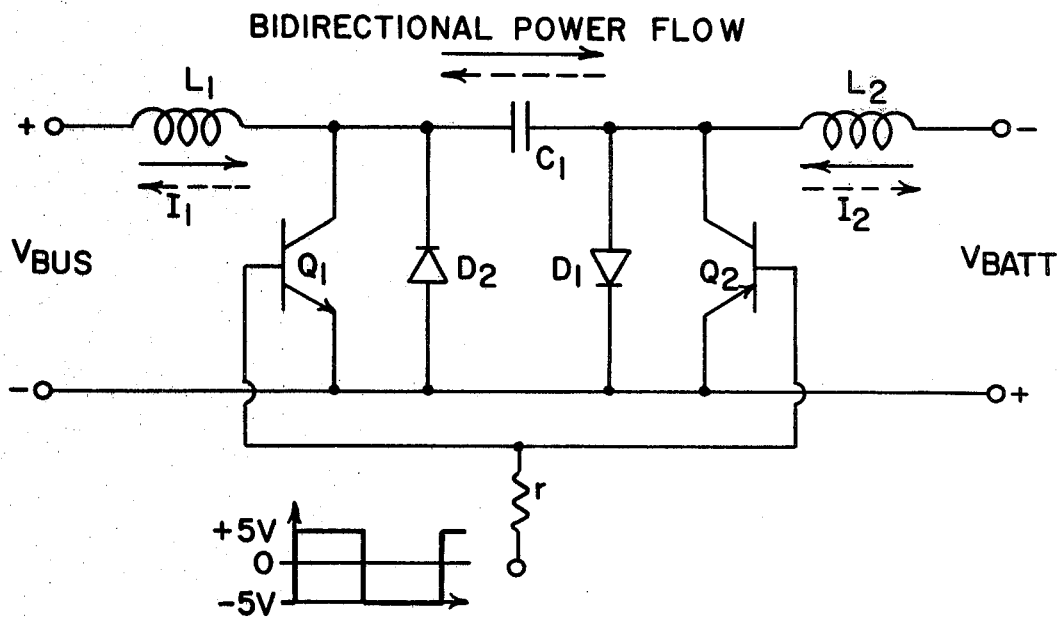 BIDIRECTIONAL POWER FLOW
L1
L2
+
-
C1
I1
I2
VBUS
Q1
D2
D1
Q2
VBATT
-
+
r
+5V
0
-5V